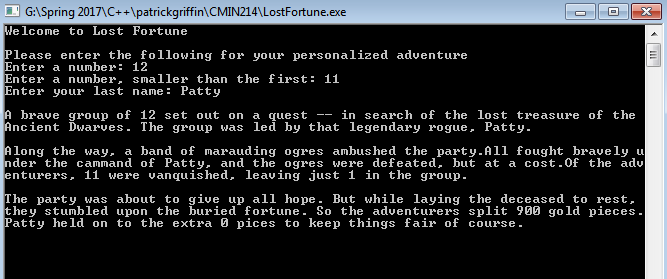 G:\Spring 2017\C++\patrickgriffin\CMIN214\LostFortune.exe
Welcome to Lost Fortune
Please enter the following for your personalized adventure
Enter a number: 12
Enter a number, smaller than the first: 11
Enter your last name: Patty
A brave group of 12 set out on a quest -- in search of the lost treasure of the
Ancient Dwarves. The group was led by that legendary rogue, Patty.
Along the way, a band of marauding ogres ambushed the party.All fought bravely u
nder the cammand of Patty, and the ogres were defeated, but at a cost.Of the adv
enturers, 11 were vanquished, leaving just 1 in the group.
The party was about to give up all hope. But while laying the deceased to rest,
they stumbled upon the buried fortune. So the adventurers split 900 gold pieces.
Patty held on to the extra 0 pices to keep things fair of course.